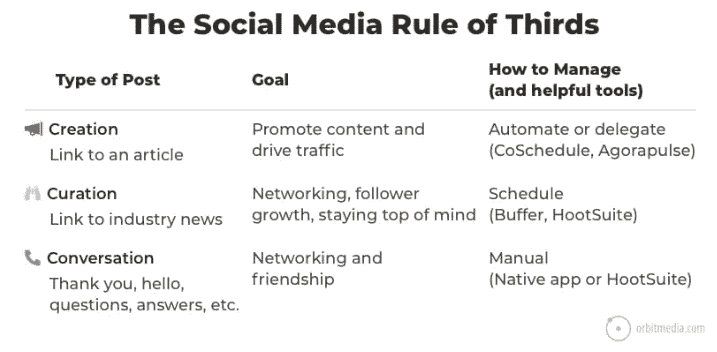 The Social Media Rule of Thirds
Type of Post
Goal
How to Manage
(and helpful tools)
Creation
Link to an article
Promote content and
drive traffic
Automate or delegate
(CoSchedule, Agorapulse)
Curation
Link to industry news
Networking, follower
growth, staying top of mind
Schedule
(Buffer, HootSuite)
Conversation
Thank you, hello,
questions, answers, etc.
Networking and
friendship
Manual
(Native app or HootSuite)
orbitmedia.com